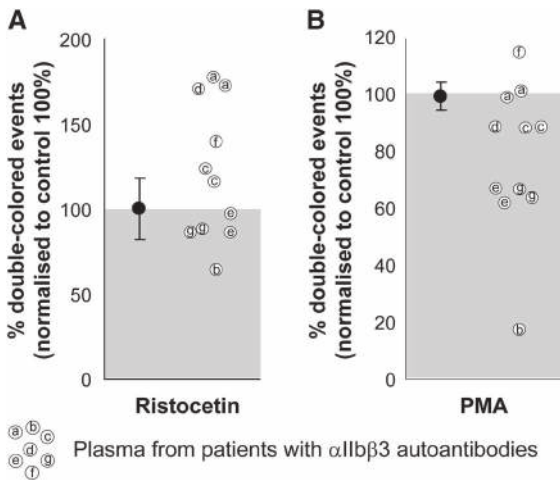 A
% double-colored events
(normalised to control 100%)
200
150
100
50
0
a
a
d
f
c
c
e
g
g
e
b
Ristocetin
B
% double-colored events
(normalised to control 100%)
120
100
80
60
40
20
0
f
a
a
d
c
c
e
g
e
g
b
PMA
a b c
d
e g
f
Plasma from patients with αIIbβ3 autoantibodies